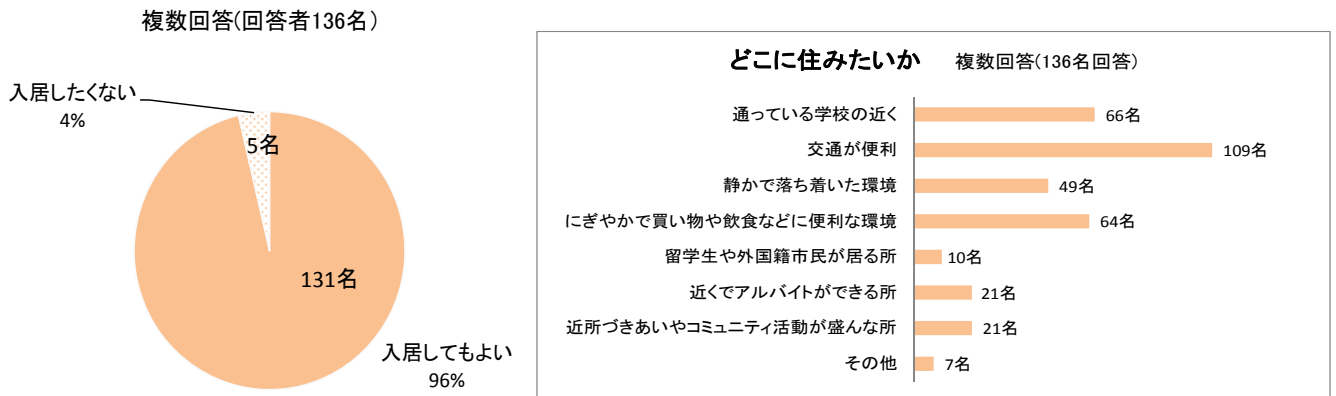 複数回答(回答者136名)
入居したくない
4%
5名
131名
入居してもよい
96%
どこに住みたいか 複数回答(136名回答)
通っている学校の近く 66名
交通が便利 109名
静かで落ち着いた環境 49名
にぎやかで買い物や飲食などに便利な環境 64名
留学生や外国籍市民が居る所 10名
近くでアルバイトができる所 21名
近所づきあいやコミュニティ活動が盛んな所 21名
その他 7名